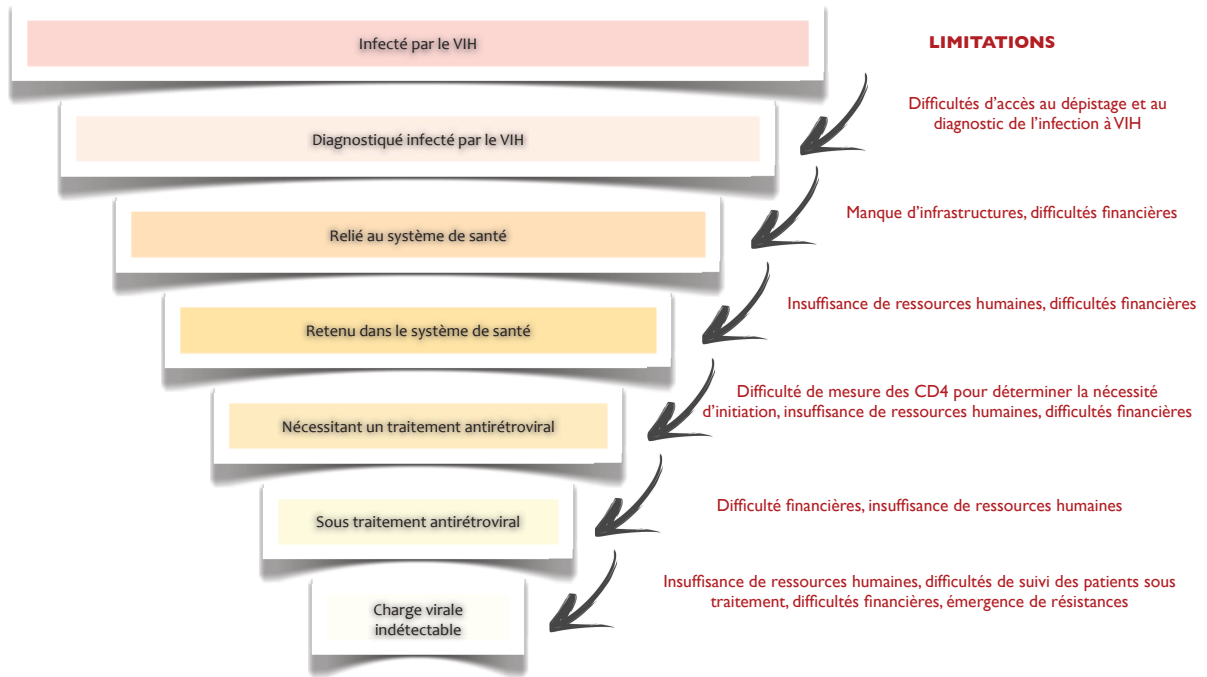 Infecté par le VIH
LIMITATIONS
Difficultés d'accès au dépistage et au
diagnostic de l'infection à VIH
Diagnostiqué infecté par le VIH
Manque d'infrastructures, difficultés financières
Relié au système de santé
Insuffisance de ressources humaines, difficultés financières
Retenu dans le système de santé
Difficulté de mesure des CD4 pour déterminer la nécessité
d'initiation, insuffisance de ressources humaines, difficultés financières
Nécessitant un traitement antirétroviral
Difficulté financières, insuffisance de ressources humaines
Sous traitement antirétroviral
Insuffisance de ressources humaines, difficultés de suivi des patients sous
traitement, difficultés financières, émergence de résistances
Charge virale
indétectable